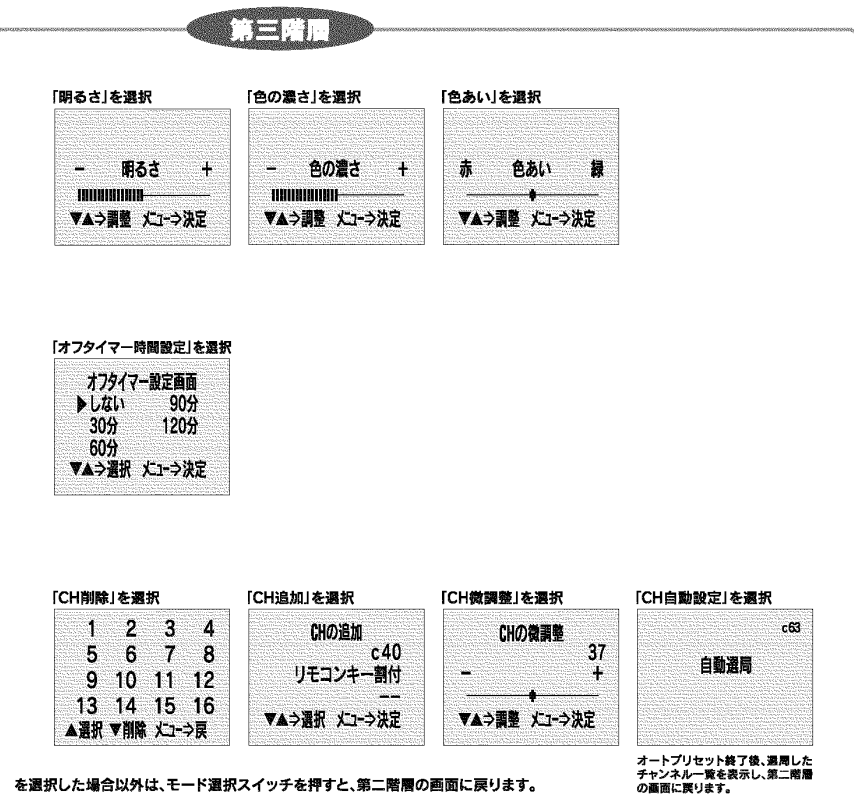 第三階層
「明るさ」を選択
− 明るさ +
▼▲→調整 メニュー→決定
「色の濃さ」を選択
− 色の濃さ +
▼▲→調整 メニュー→決定
「色あい」を選択
赤 色あい 緑
▼▲→調整 メニュー→決定
「オフタイマー時間設定」を選択
オフタイマー設定画面
▶しない 90分
30分 120分
60分
▼▲→選択 メニュー→決定
「CH削除」を選択
1 2 3 4
5 6 7 8
9 10 11 12
13 14 15 16
▲選択 ▼削除 メニュー→戻
「CH追加」を選択
CHの追加
c40
リモコンキー割付
−−
▼▲→選択 メニュー→決定
「CH微調整」を選択
CHの微調整
37
− +
▼▲→調整 メニュー→決定
「CH自動設定」を選択
c63
自動選局
オートプリセット終了後、選局した
チャンネル一覧を表示し、第二階層
の画面に戻ります。
を選択した場合以外は、モード選択スイッチを押すと、第二階層の画面に戻ります。